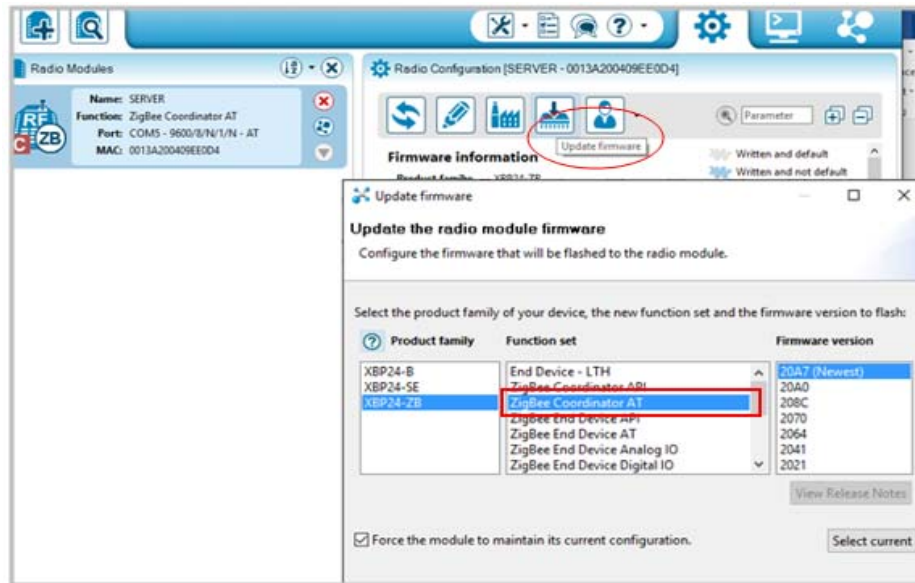 Radio Modules
Radio Configuration [SERVER - 0013A200409EE0D4]
Name: SERVER
Function: ZigBee Coordinator AT
Port: COM5 - 9600/8/N/1/N - AT
MAC: 0013A200409EE0D4
RF
ZB
C
Parameter
Update firmware
Firmware information
Written and default
Written and not default
Product family: XBP24-ZB
Update firmware
Update the radio module firmware
Configure the firmware that will be flashed to the radio module.
Select the product family of your device, the new function set and the firmware version to flash:
Product family Function set Firmware version
XBP24-B End Device - LTH 20A7 (Newest)
XBP24-SE ZigBee Coordinator API 20A0
XBP24-ZB ZigBee Coordinator AT 208C
ZigBee End Device API 2070
ZigBee End Device AT 2064
ZigBee End Device Analog IO 2041
ZigBee End Device Digital IO 2021
View Release Notes
Force the module to maintain its current configuration. Select current